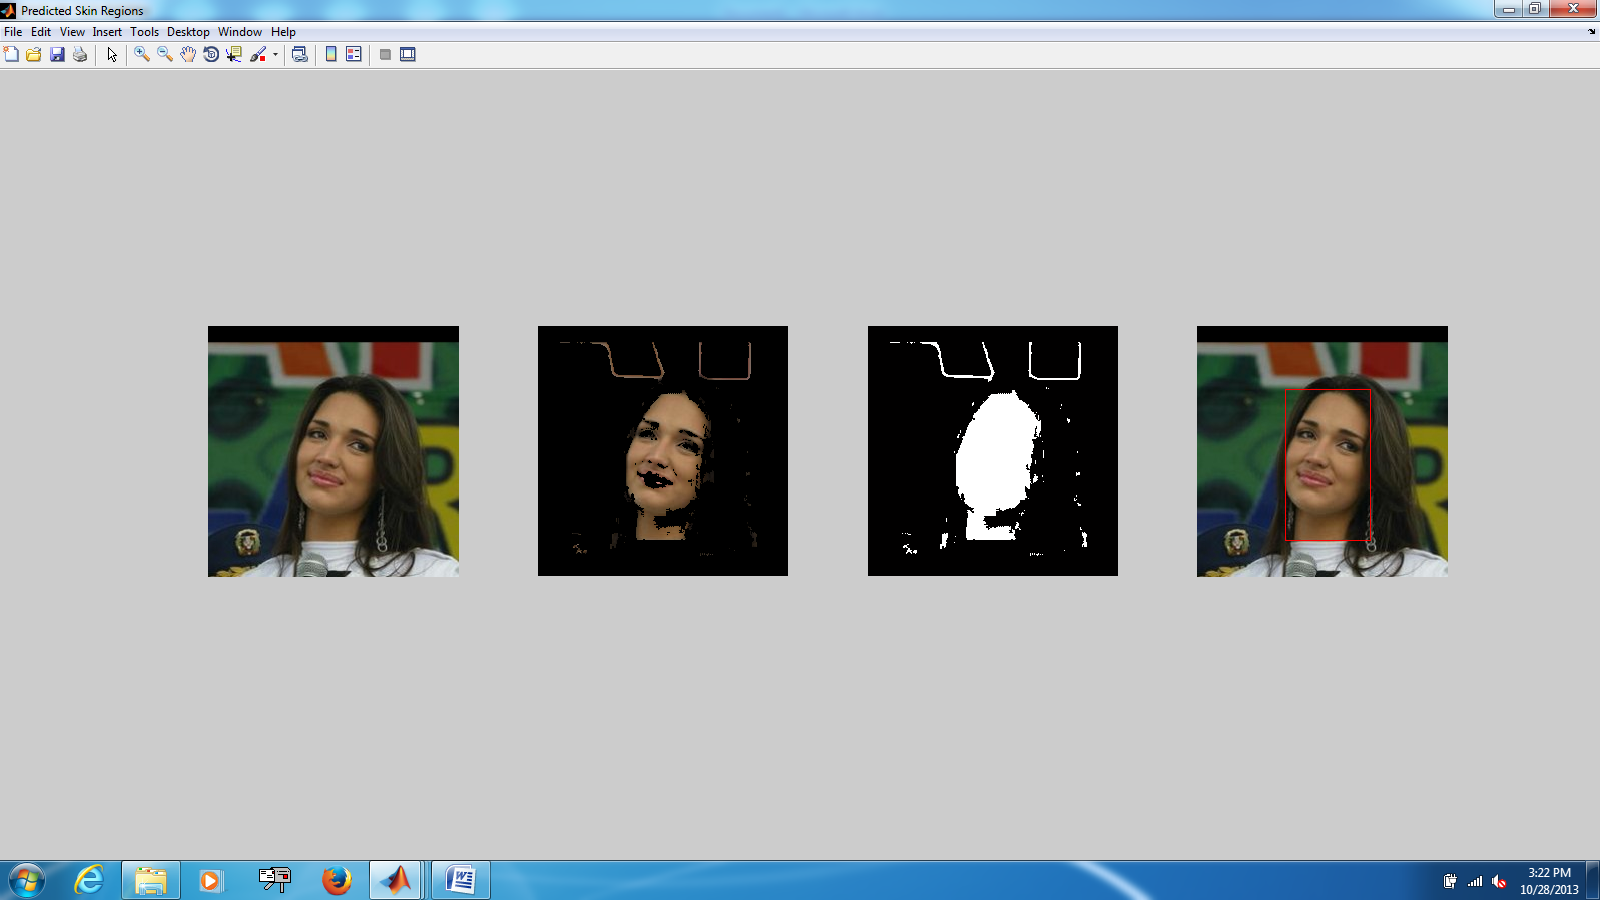 Predicted Skin Regions
File Edit View Insert Tools Desktop Window Help
3:22 PM
10/28/2013